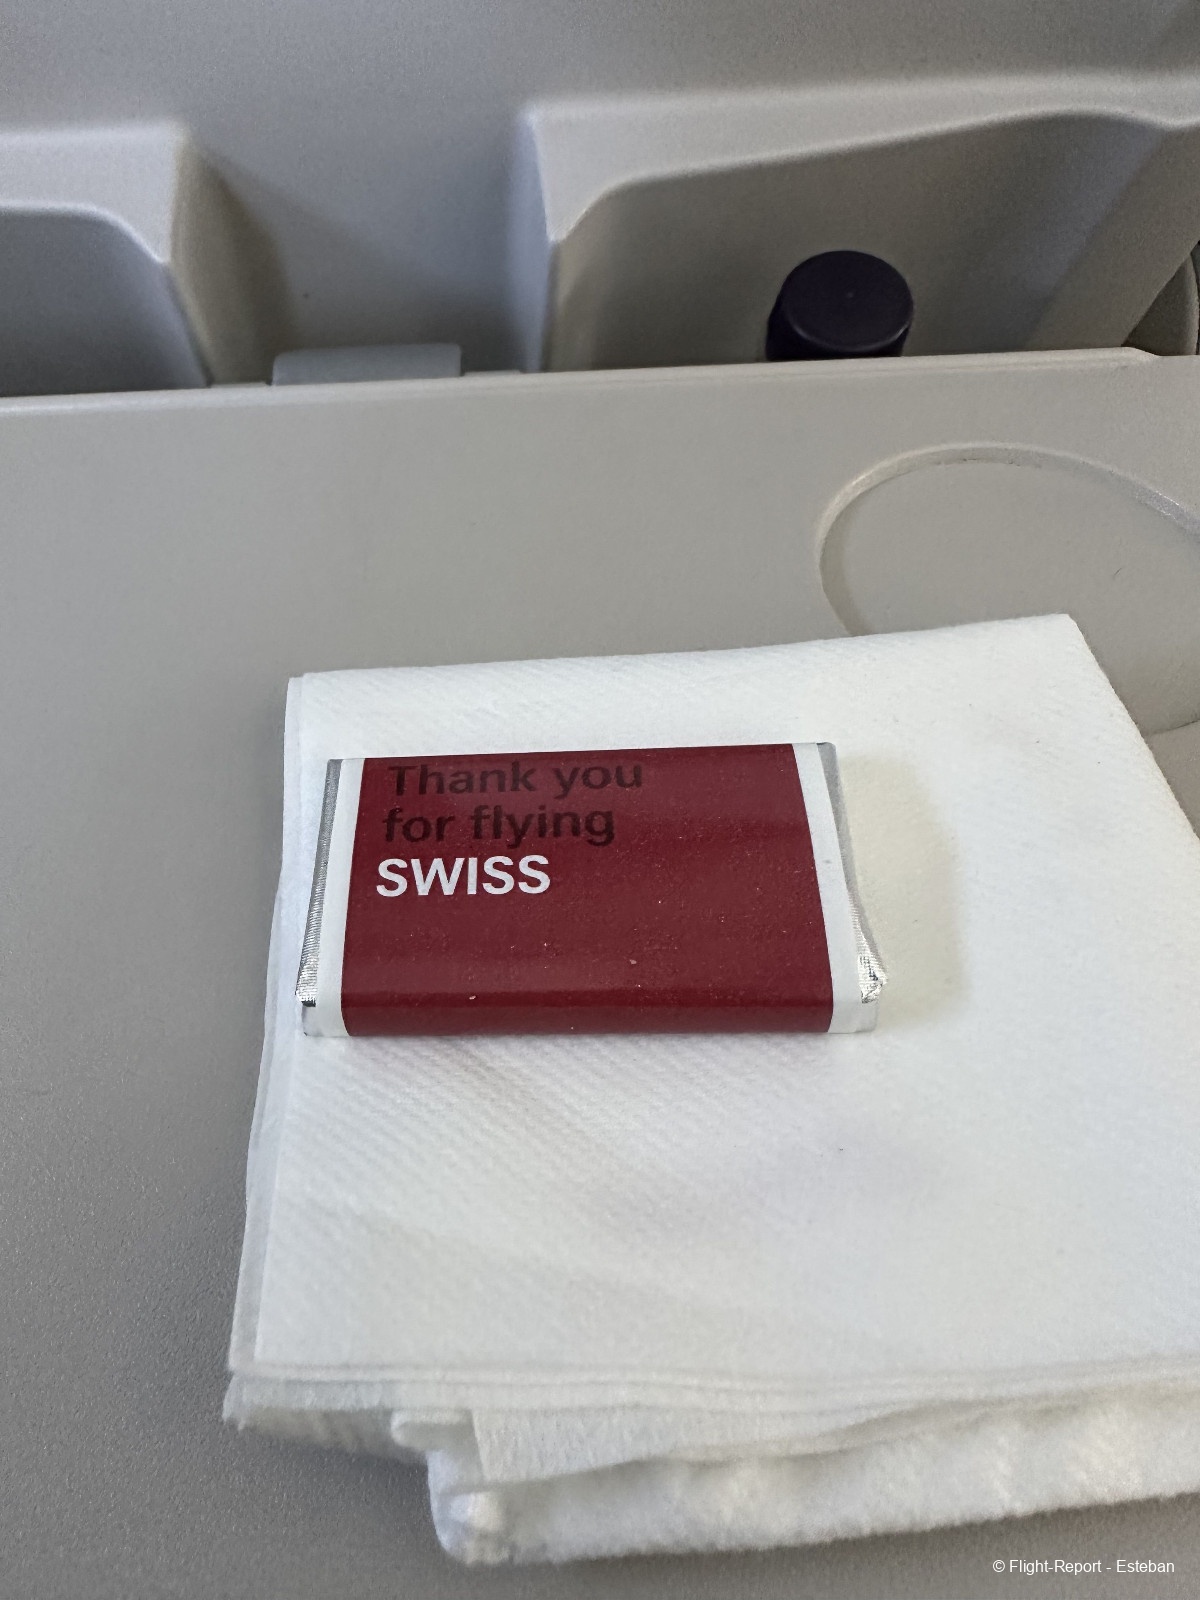 Thank you
for flying
SWISS
© Flight-Report - Esteban